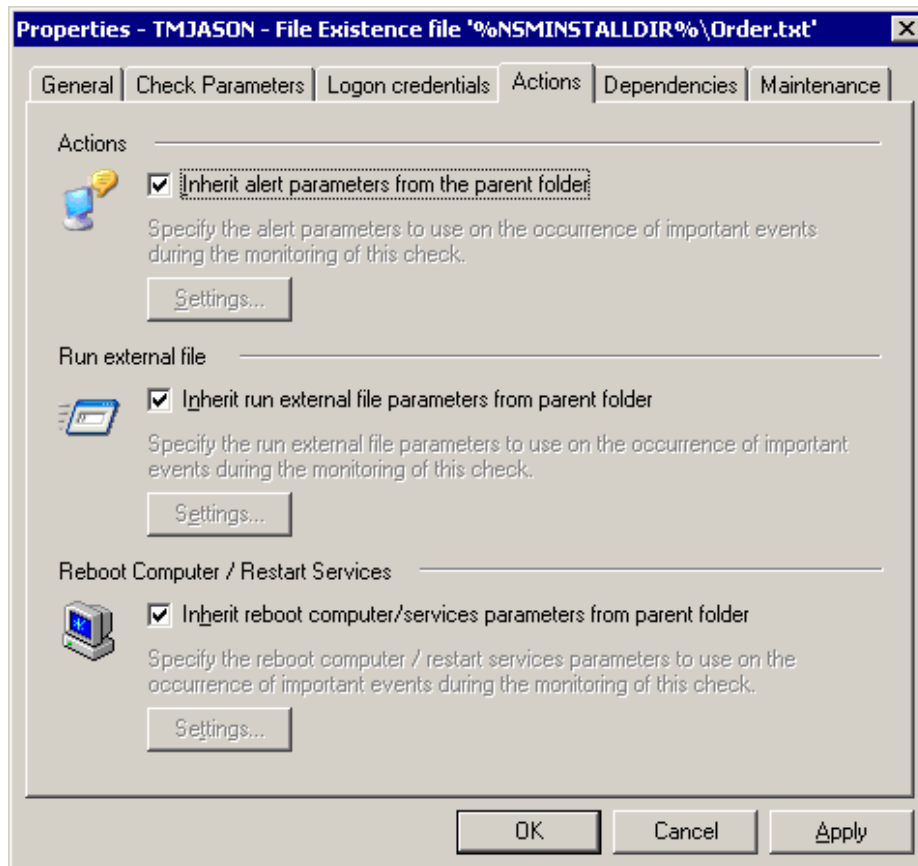 Properties - TMJASON - File Existence file '%NSMINSTALLDIR%\Order.txt'
General Check Parameters Logon credentials Actions Dependencies Maintenance
Actions
Inherit alert parameters from the parent folder
Specify the alert parameters to use on the occurrence of important events
during the monitoring of this check.
Settings...
Run external file
Inherit run external file parameters from parent folder
Specify the run external file parameters to use on the occurrence of important
events during the monitoring of this check.
Settings...
Reboot Computer / Restart Services
Inherit reboot computer/services parameters from parent folder
Specify the reboot computer / restart services parameters to use on the
occurrence of important events during the monitoring of this check.
Settings...
OK Cancel Apply